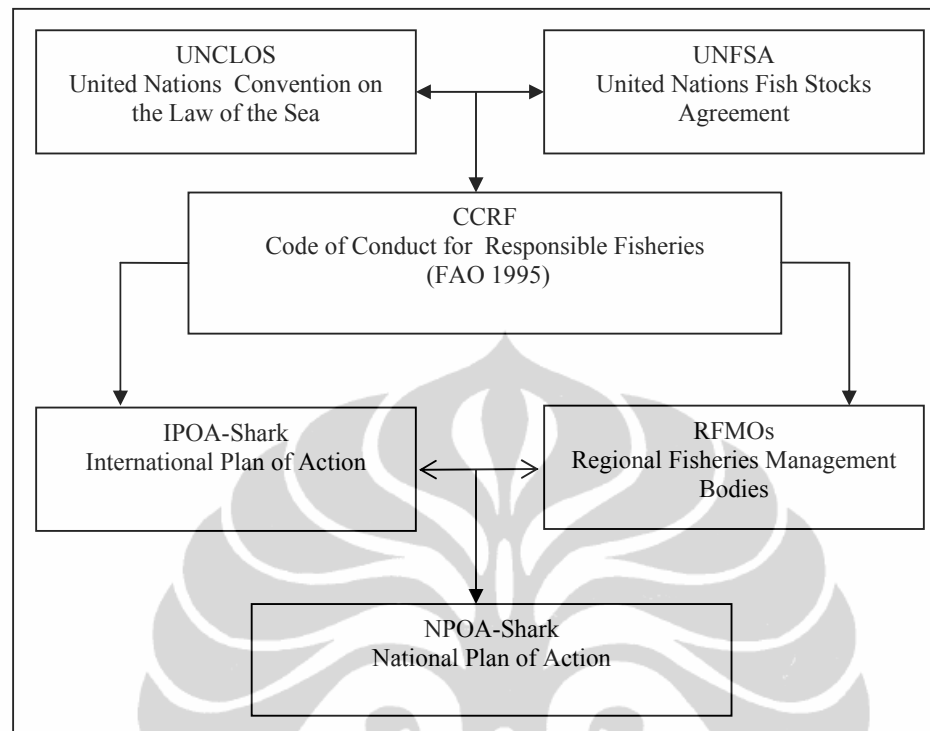 UNCLOS
United Nations Convention on
the Law of the Sea
UNFSA
United Nations Fish Stocks
Agreement
CCRF
Code of Conduct for Responsible Fisheries
(FAO 1995)
IPOA-Shark
International Plan of Action
RFMOs
Regional Fisheries Management
Bodies
NPOA-Shark
National Plan of Action